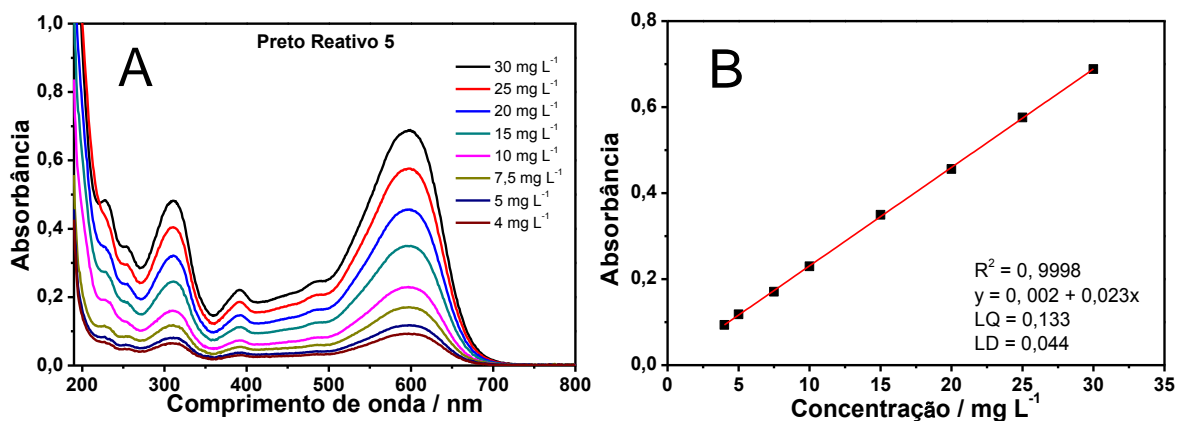 A
Preto Reativo 5
30 mg L⁻¹
25 mg L⁻¹
20 mg L⁻¹
15 mg L⁻¹
10 mg L⁻¹
7,5 mg L⁻¹
5 mg L⁻¹
4 mg L⁻¹
Absorbância
1,0
0,8
0,6
0,4
0,2
0,0
200 300 400 500 600 700 800
Comprimento de onda / nm
B
Absorbância
0,8
0,6
0,4
0,2
0,0
R² = 0, 9998
y = 0, 002 + 0,023x
LQ = 0,133
LD = 0,044
0 5 10 15 20 25 30 35
Concentração / mg L⁻¹